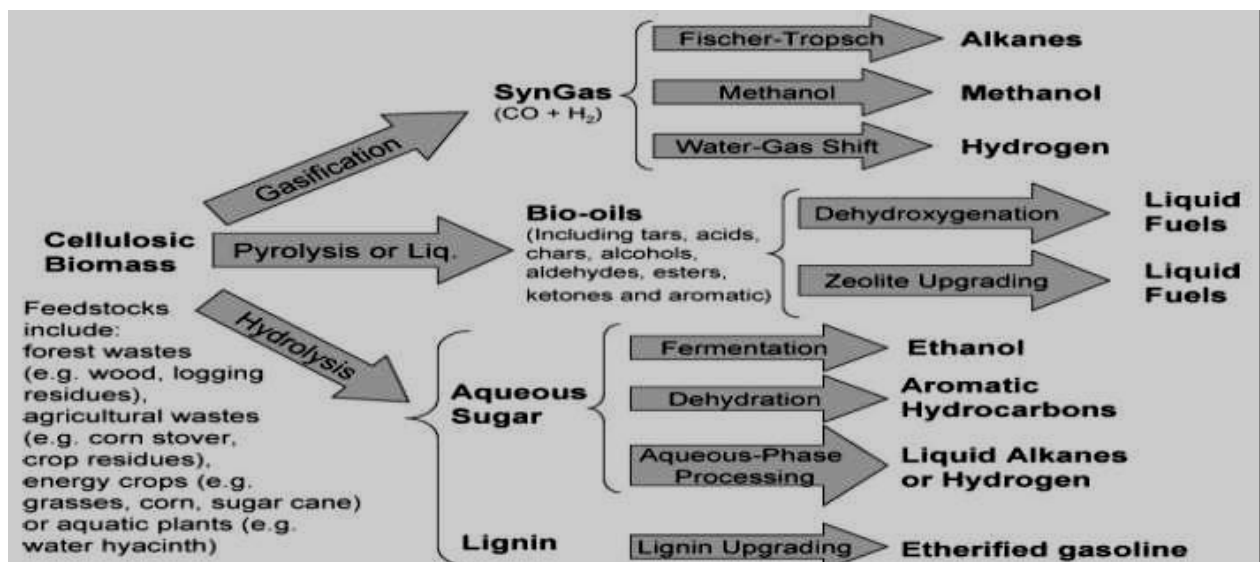 Fischer-Tropsch
Alkanes
SynGas
(CO + H₂)
Methanol
Methanol
Water-Gas Shift
Hydrogen
Gasification
Cellulosic
Biomass
Pyrolysis or Liq.
Bio-oils
(Including tars, acids,
chars, alcohols,
aldehydes, esters,
ketones and aromatic)
Dehydroxygenation
Liquid
Fuels
Zeolite Upgrading
Liquid
Fuels
Feedstocks
include:
forest wastes
(e.g. wood, logging
residues),
agricultural wastes
(e.g. corn stover,
crop residues),
energy crops (e.g.
grasses, corn, sugar cane)
or aquatic plants (e.g.
water hyacinth)
Hydrolysis
Aqueous
Sugar
Fermentation
Ethanol
Dehydration
Aromatic
Hydrocarbons
Aqueous-Phase
Processing
Liquid Alkanes
or Hydrogen
Lignin
Lignin Upgrading
Etherified gasoline